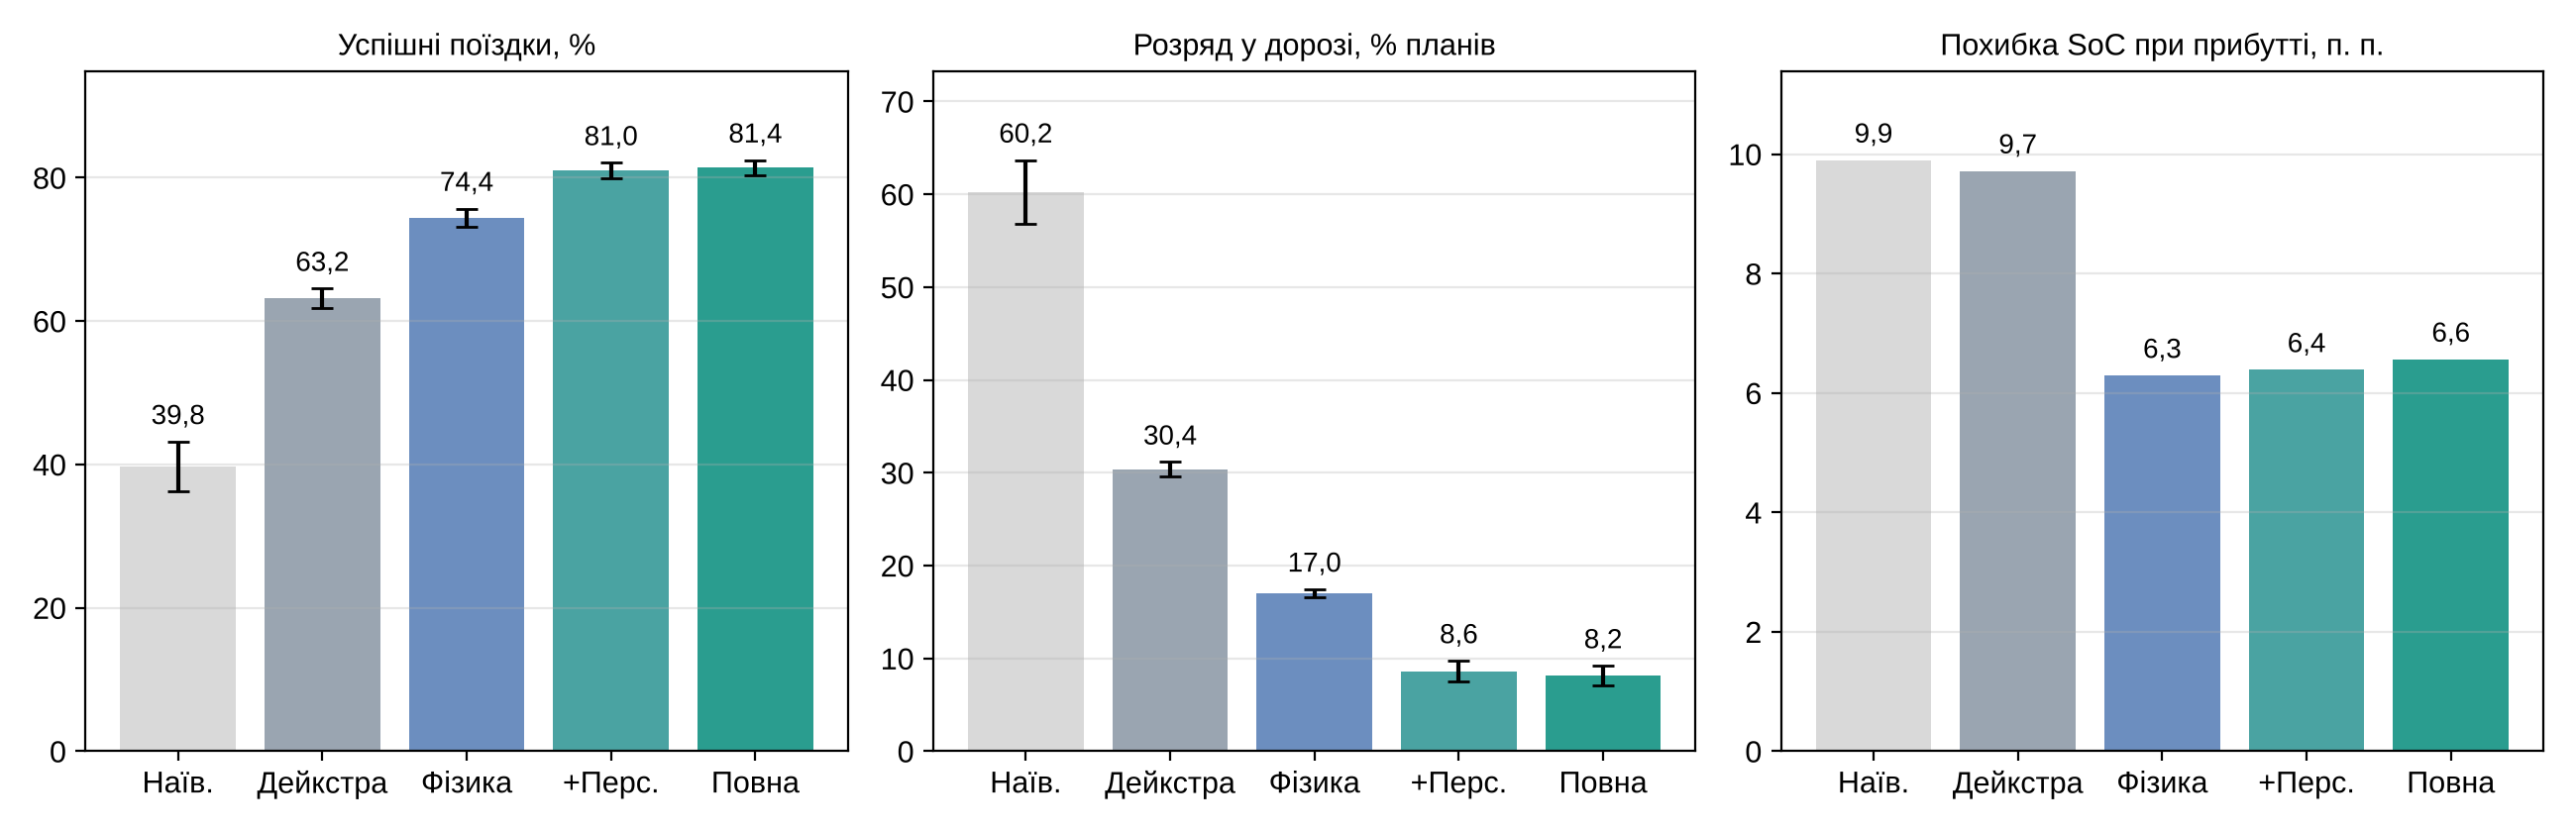 Успішні поїздки, %
80
60
40
20
0
39,8
63,2
74,4
81,0
81,4
Наїв.
Дейкстра
Фізика
+Перс.
Повна
Розряд у дорозі, % планів
70
60
50
40
30
20
10
0
60,2
30,4
17,0
8,6
8,2
Наїв.
Дейкстра
Фізика
+Перс.
Повна
Похибка SoC при прибутті, п. п.
10
8
6
4
2
0
9,9
9,7
6,3
6,4
6,6
Наїв.
Дейкстра
Фізика
+Перс.
Повна